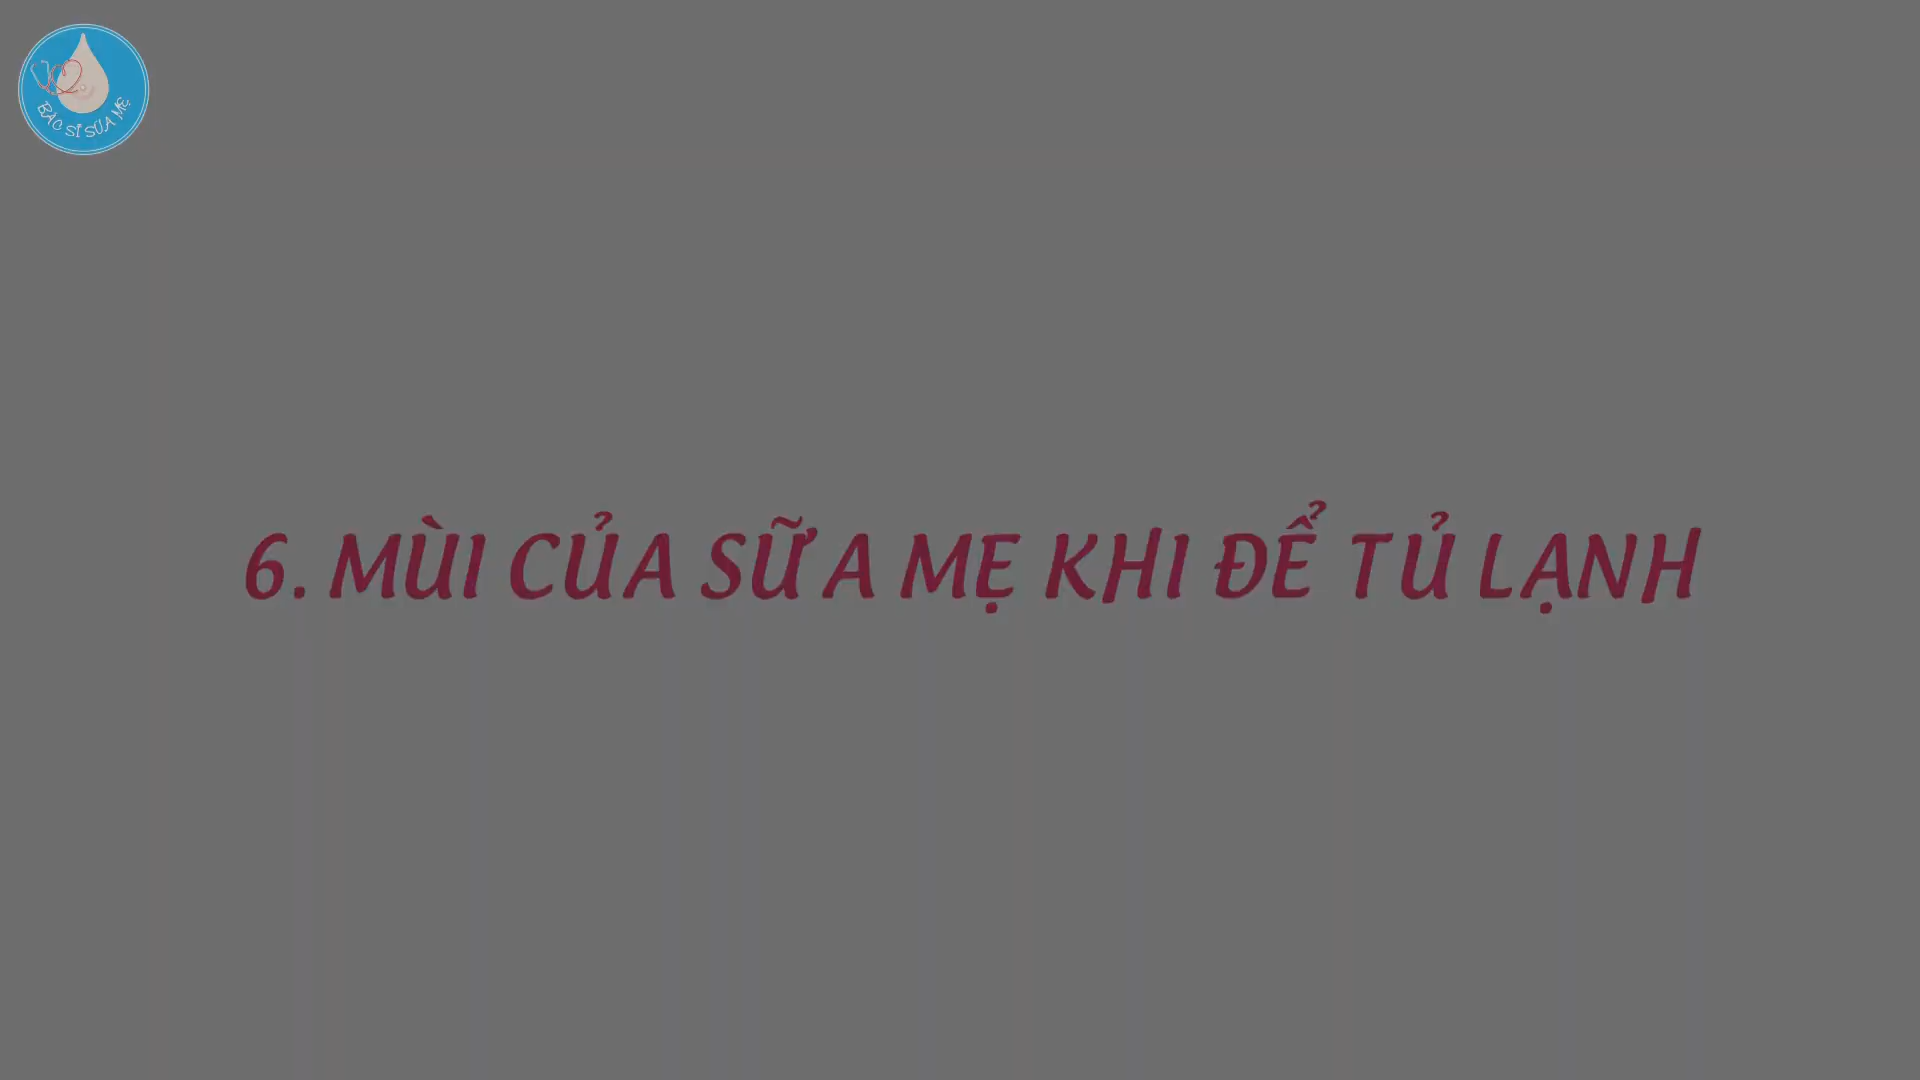 BÁC SĨ SỮA MẸ
6. MÙI CỦA SỮA MẸ KHI ĐỂ TỦ LẠNH